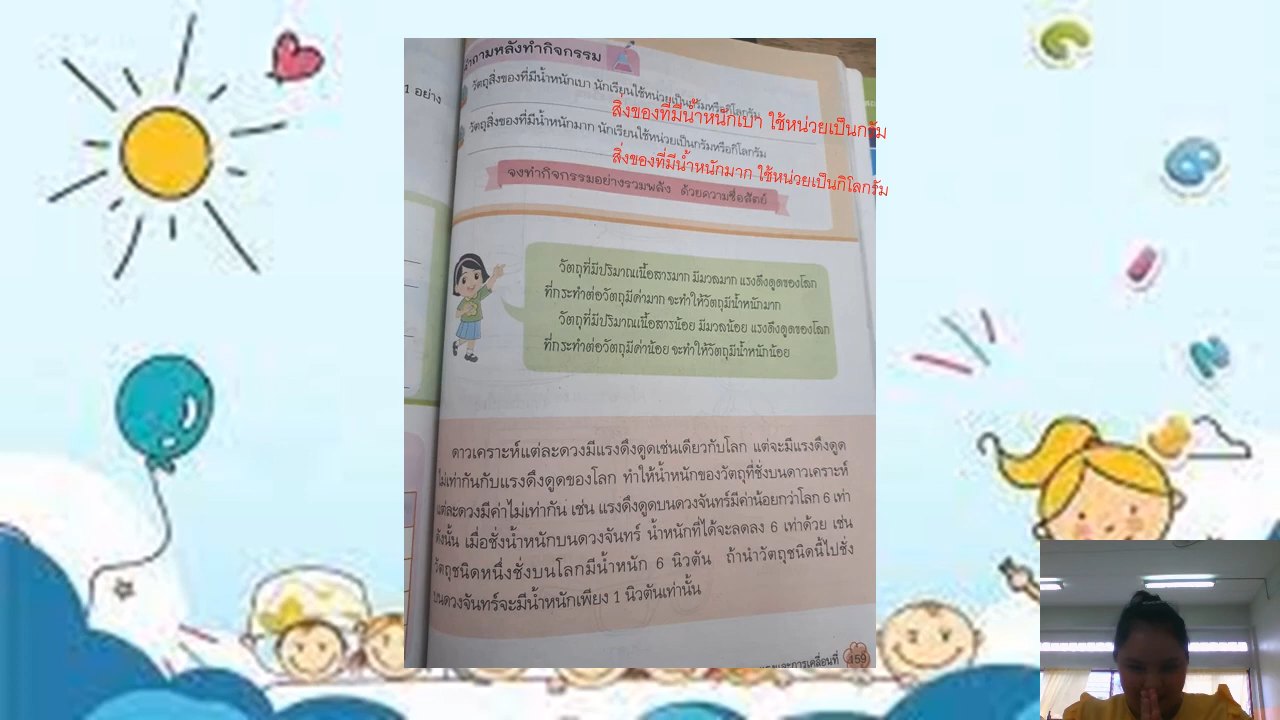 คำถามหลังทำกิจกรรม
1 อย่าง
วัตถุสิ่งของที่มีน้ำหนักเบา นักเรียนใช้หน่วยเป็นกรัมหรือกิโลกรัม
สิ่งของที่มีน้ำหนักเบา ใช้หน่วยเป็นกรัม
วัตถุสิ่งของที่มีน้ำหนักมาก นักเรียนใช้หน่วยเป็นกรัมหรือกิโลกรัม
สิ่งของที่มีน้ำหนักมาก ใช้หน่วยเป็นกิโลกรัม
จงทำกิจกรรมอย่างรวมพลัง ด้วยความซื่อสัตย์
วัตถุที่มีปริมาณเนื้อสารมาก มีมวลมาก แรงดึงดูดของโลก
ที่กระทำต่อวัตถุมีค่ามาก จะทำให้วัตถุมีน้ำหนักมาก
วัตถุที่มีปริมาณเนื้อสารน้อย มีมวลน้อย แรงดึงดูดของโลก
ที่กระทำต่อวัตถุมีค่าน้อย จะทำให้วัตถุมีน้ำหนักน้อย
ดาวเคราะห์แต่ละดวงมีแรงดึงดูดเช่นเดียวกับโลก แต่จะมีแรงดึงดูด
ไม่เท่ากันกับแรงดึงดูดของโลก ทำให้น้ำหนักของวัตถุที่ชั่งบนดาวเคราะห์
แต่ละดวงมีค่าไม่เท่ากัน เช่น แรงดึงดูดบนดวงจันทร์มีค่าน้อยกว่าโลก 6 เท่า
ดังนั้น เมื่อชั่งน้ำหนักบนดวงจันทร์ น้ำหนักที่ได้จะลดลง 6 เท่าด้วย เช่น
วัตถุชนิดหนึ่งชั่งบนโลกมีน้ำหนัก 6 นิวตัน ถ้านำวัตถุชนิดนี้ไปชั่ง
บนดวงจันทร์จะมีน้ำหนักเพียง 1 นิวตันเท่านั้น
แรงและการเคลื่อนที่ 159